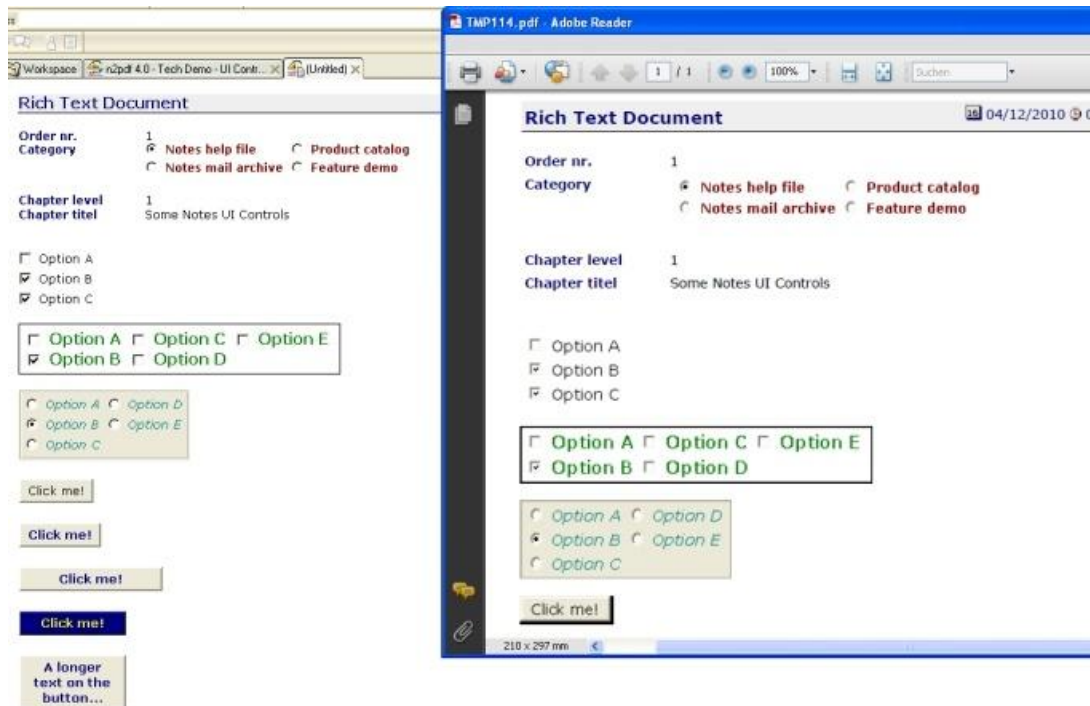 Workspace
n2pdf 4.0 - Tech Demo - UI Contr...
(Untitled)
Rich Text Document
Order nr. 1
Category Notes help file Product catalog
Notes mail archive Feature demo
Chapter level 1
Chapter titel Some Notes UI Controls
Option A
Option B
Option C
Option A Option C Option E
Option B Option D
Option A Option D
Option B Option E
Option C
Click me!
Click me!
Click me!
Click me!
A longer
text on the
button...
TMP114.pdf - Adobe Reader
1 / 1 100% Suchen
Rich Text Document 16 04/12/2010
Order nr. 1
Category Notes help file Product catalog
Notes mail archive Feature demo
Chapter level 1
Chapter titel Some Notes UI Controls
Option A
Option B
Option C
Option A Option C Option E
Option B Option D
Option A Option D
Option B Option E
Option C
Click me!
210 x 297 mm